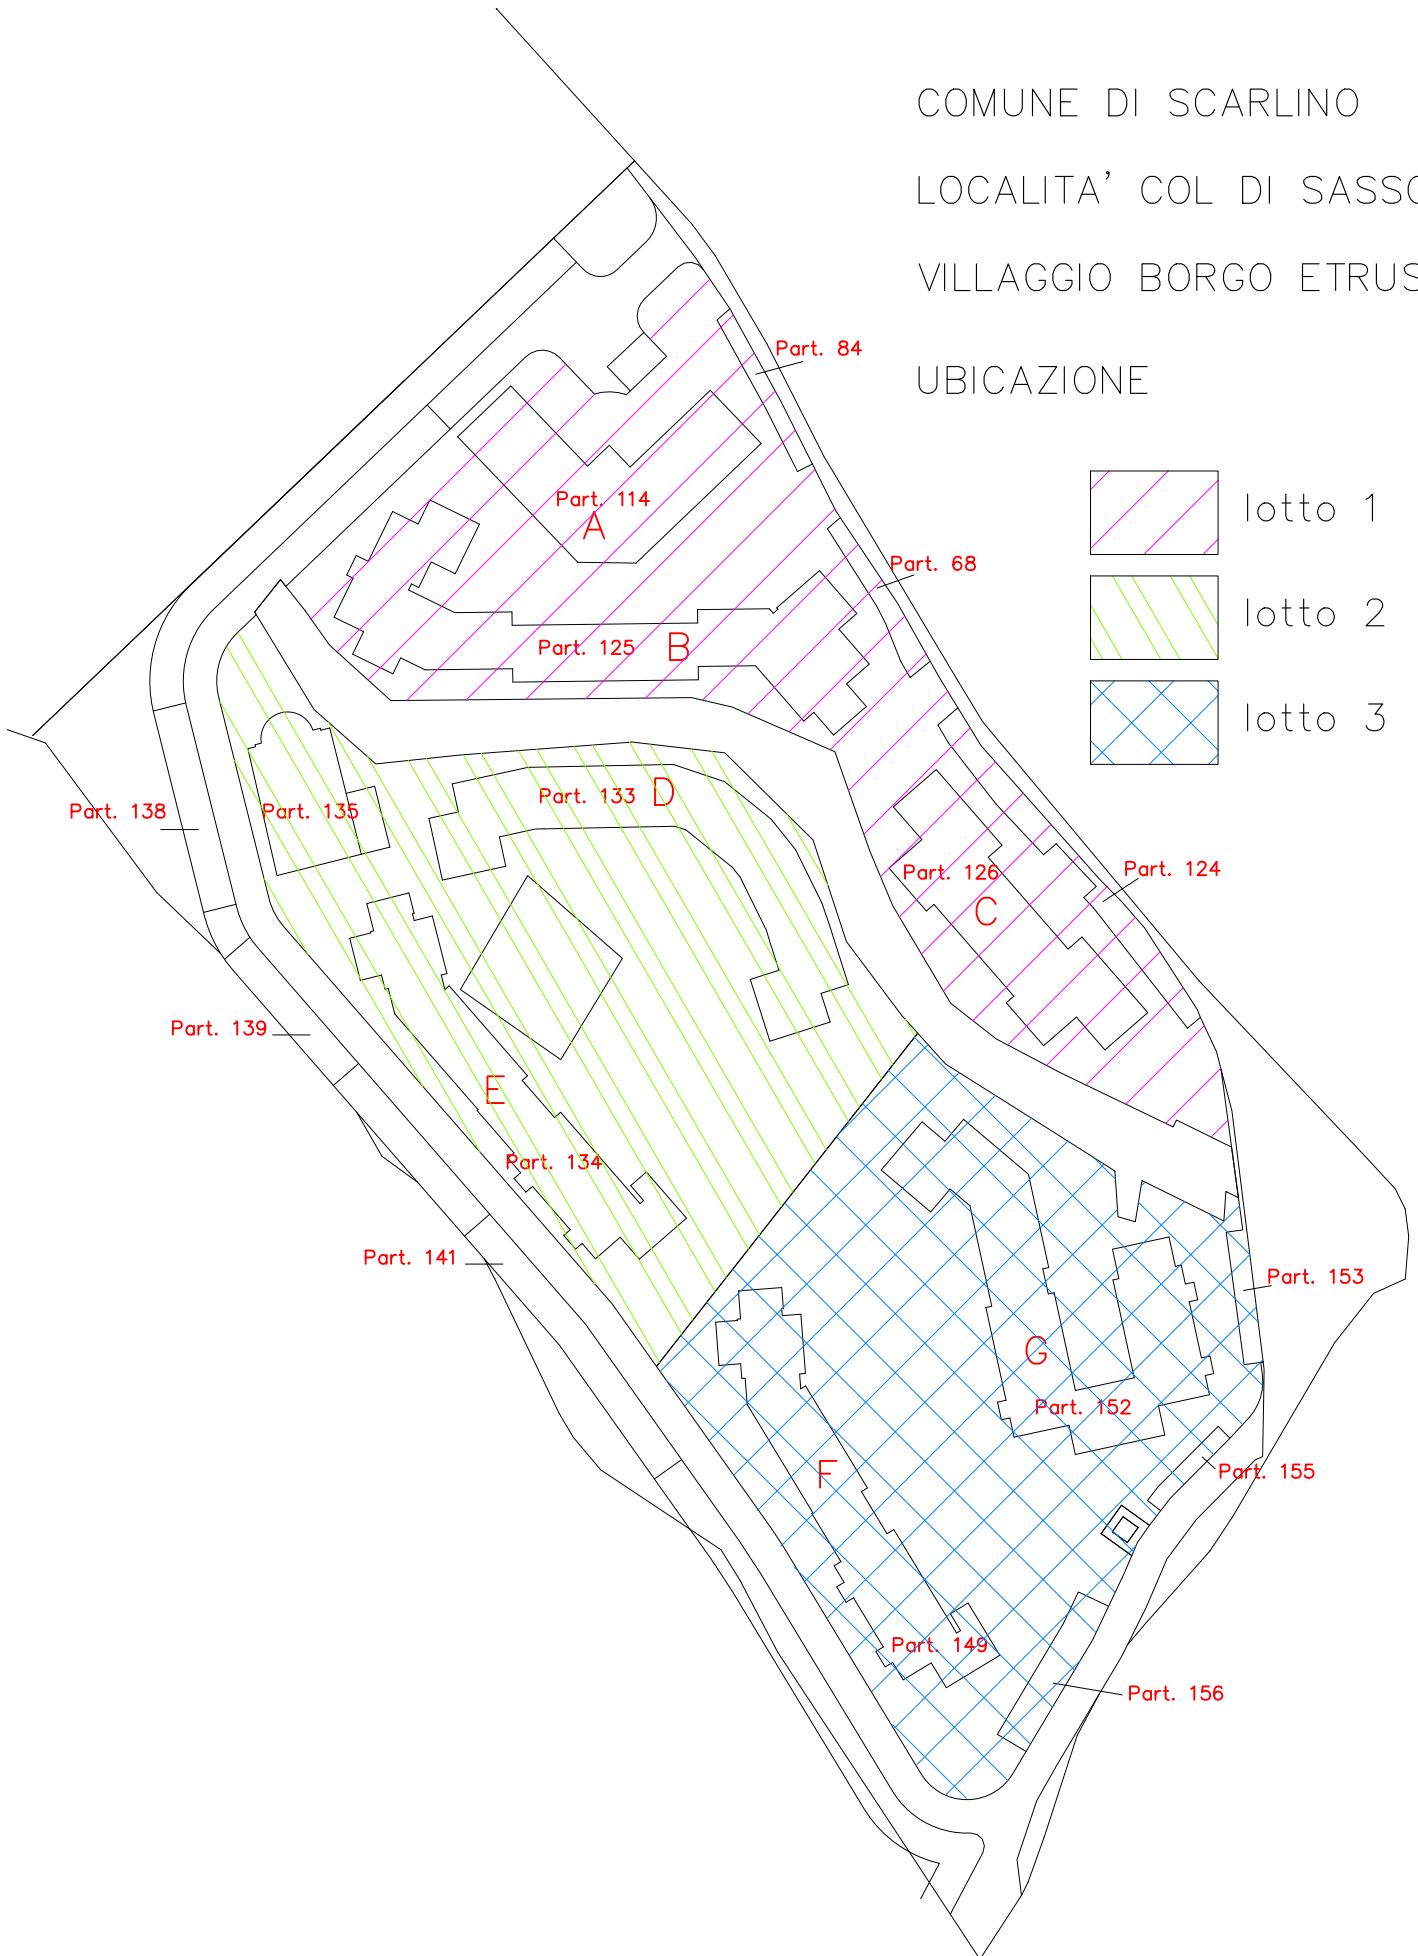 COMUNE DI SCARLINO
LOCALITA' COL DI SASSO
VILLAGGIO BORGO ETRUS
Part. 84
UBICAZIONE
Part. 114
A
lotto 1
Part. 68
lotto 2
Part. 125 B
lotto 3
Part. 133 D
Part. 138
Part. 135
Part. 126
Part. 124
C
Part. 139
E
Part. 134
Part. 141
Part. 153
G
Part. 152
F
Part. 155
Part. 149
Part. 156